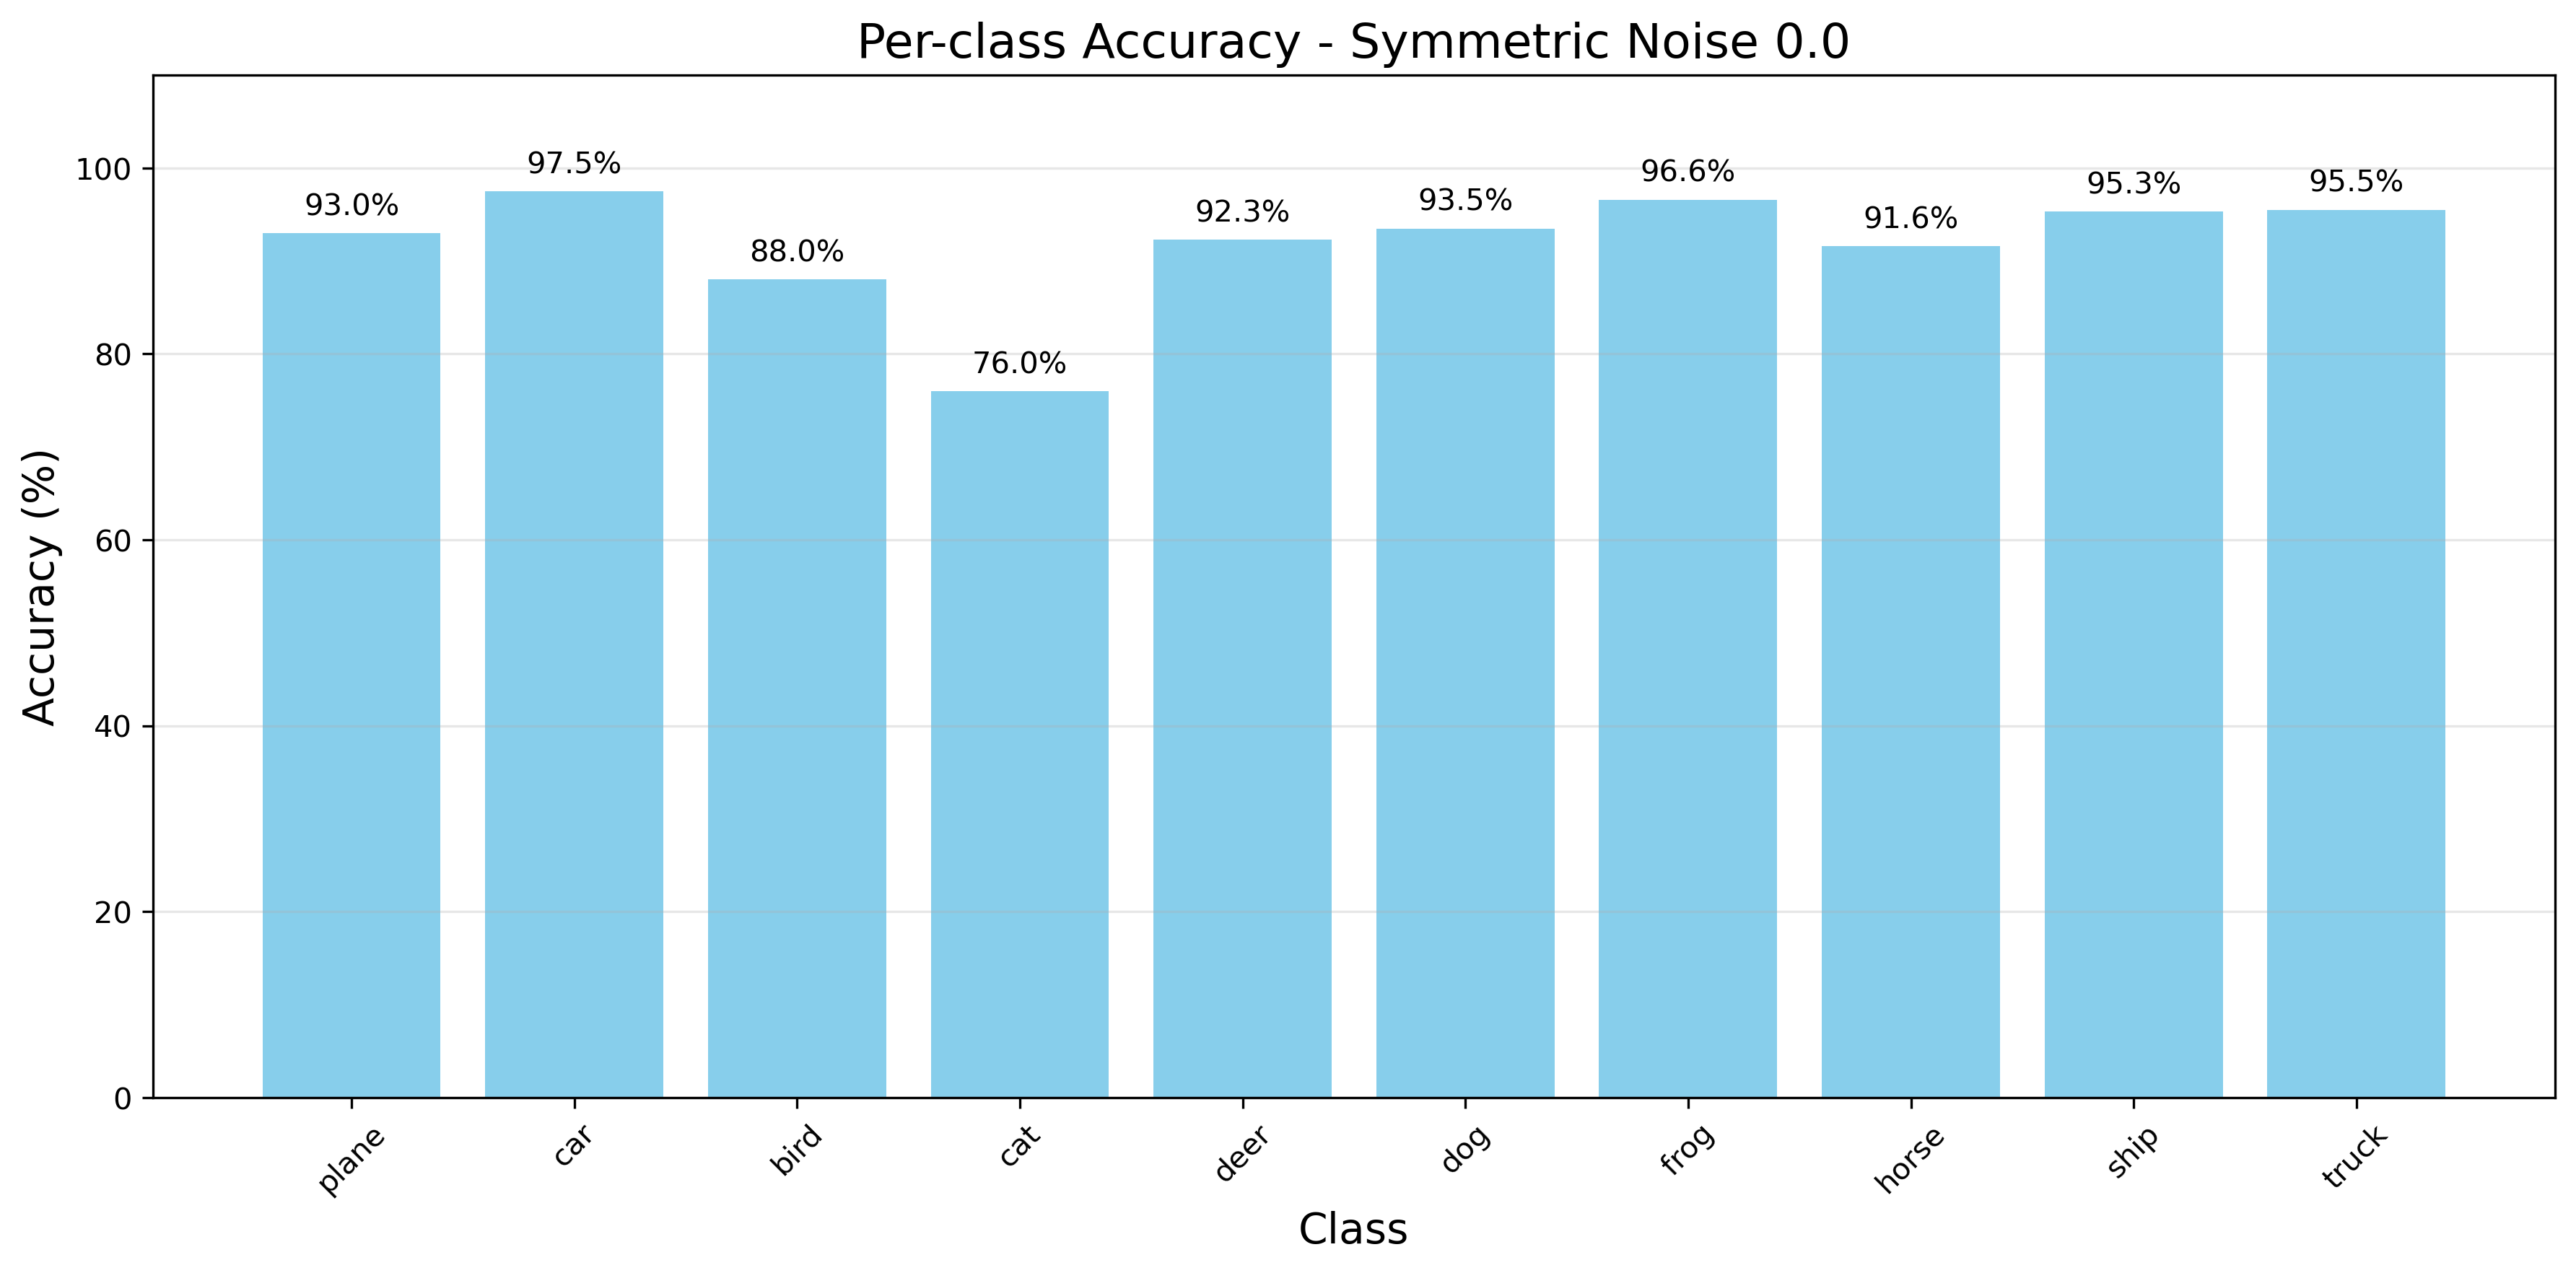 Per-class Accuracy - Symmetric Noise 0.0
Accuracy (%)
100
80
60
40
20
0
93.0%
97.5%
88.0%
76.0%
92.3%
93.5%
96.6%
91.6%
95.3%
95.5%
plane
car
bird
cat
deer
dog
frog
horse
ship
truck
Class